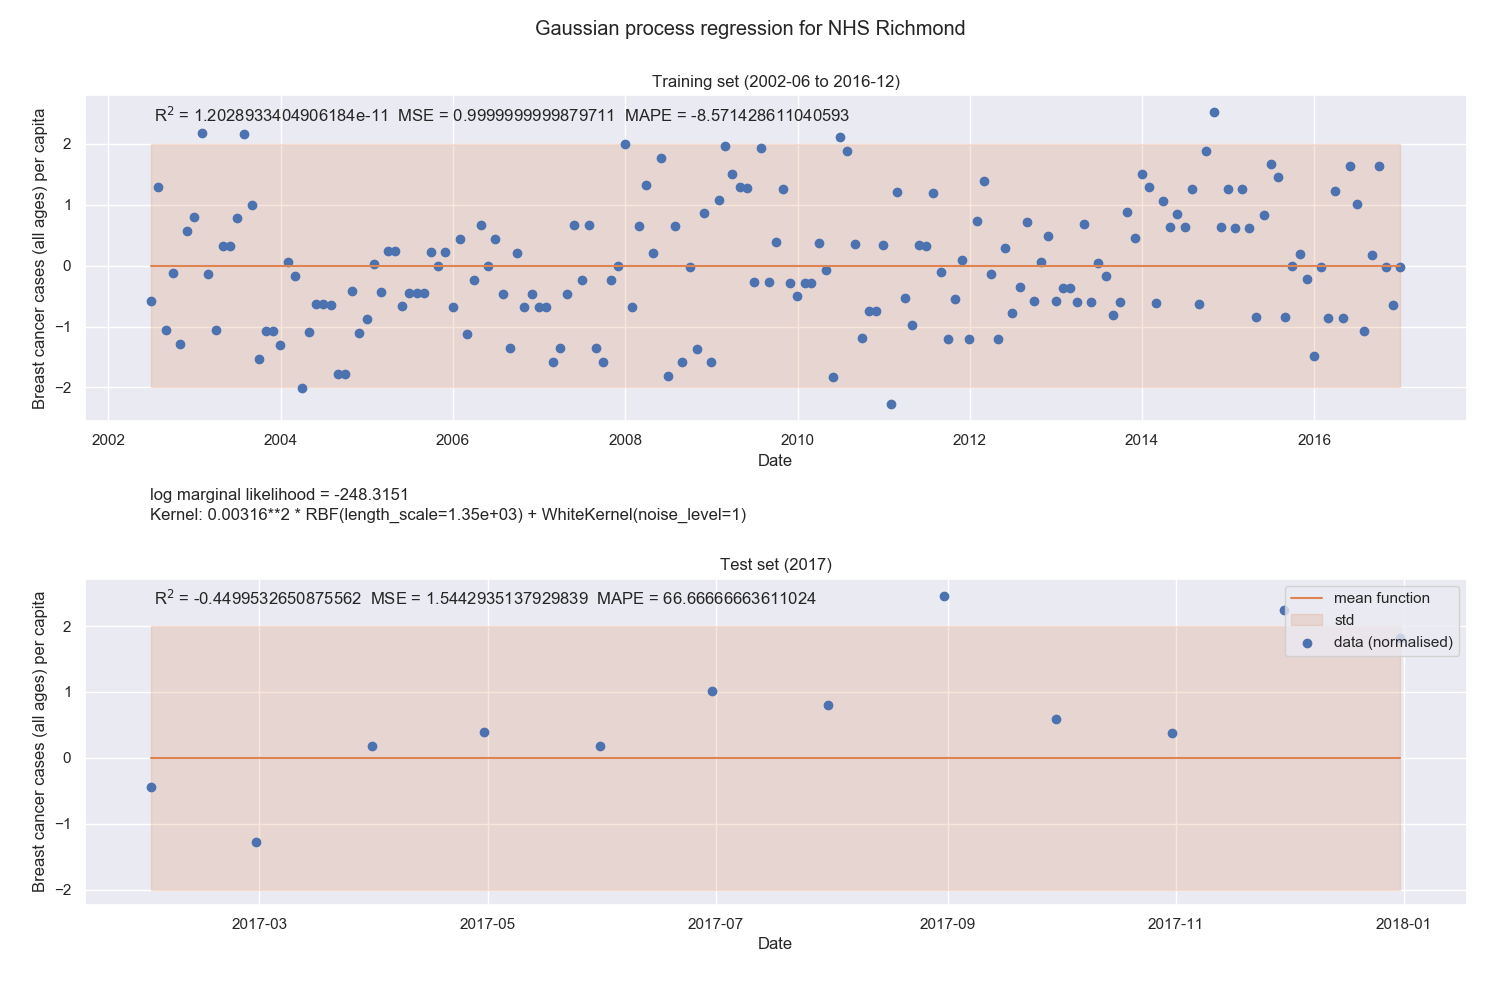 Gaussian process regression for NHS Richmond
Training set (2002-06 to 2016-12)
R² = 1.2028933404906184e-11 MSE = 0.9999999999879711 MAPE = -8.571428611040593
Breast cancer cases (all ages) per capita
2
1
0
−1
−2
2002 2004 2006 2008 2010 2012 2014 2016
Date
log marginal likelihood = -248.3151
Kernel: 0.00316**2 * RBF(length_scale=1.35e+03) + WhiteKernel(noise_level=1)
Test set (2017)
R² = -0.4499532650875562 MSE = 1.5442935137929839 MAPE = 66.66666663611024
mean function
std
data (normalised)
Breast cancer cases (all ages) per capita
2
1
0
−1
−2
2017-03 2017-05 2017-07 2017-09 2017-11 2018-01
Date